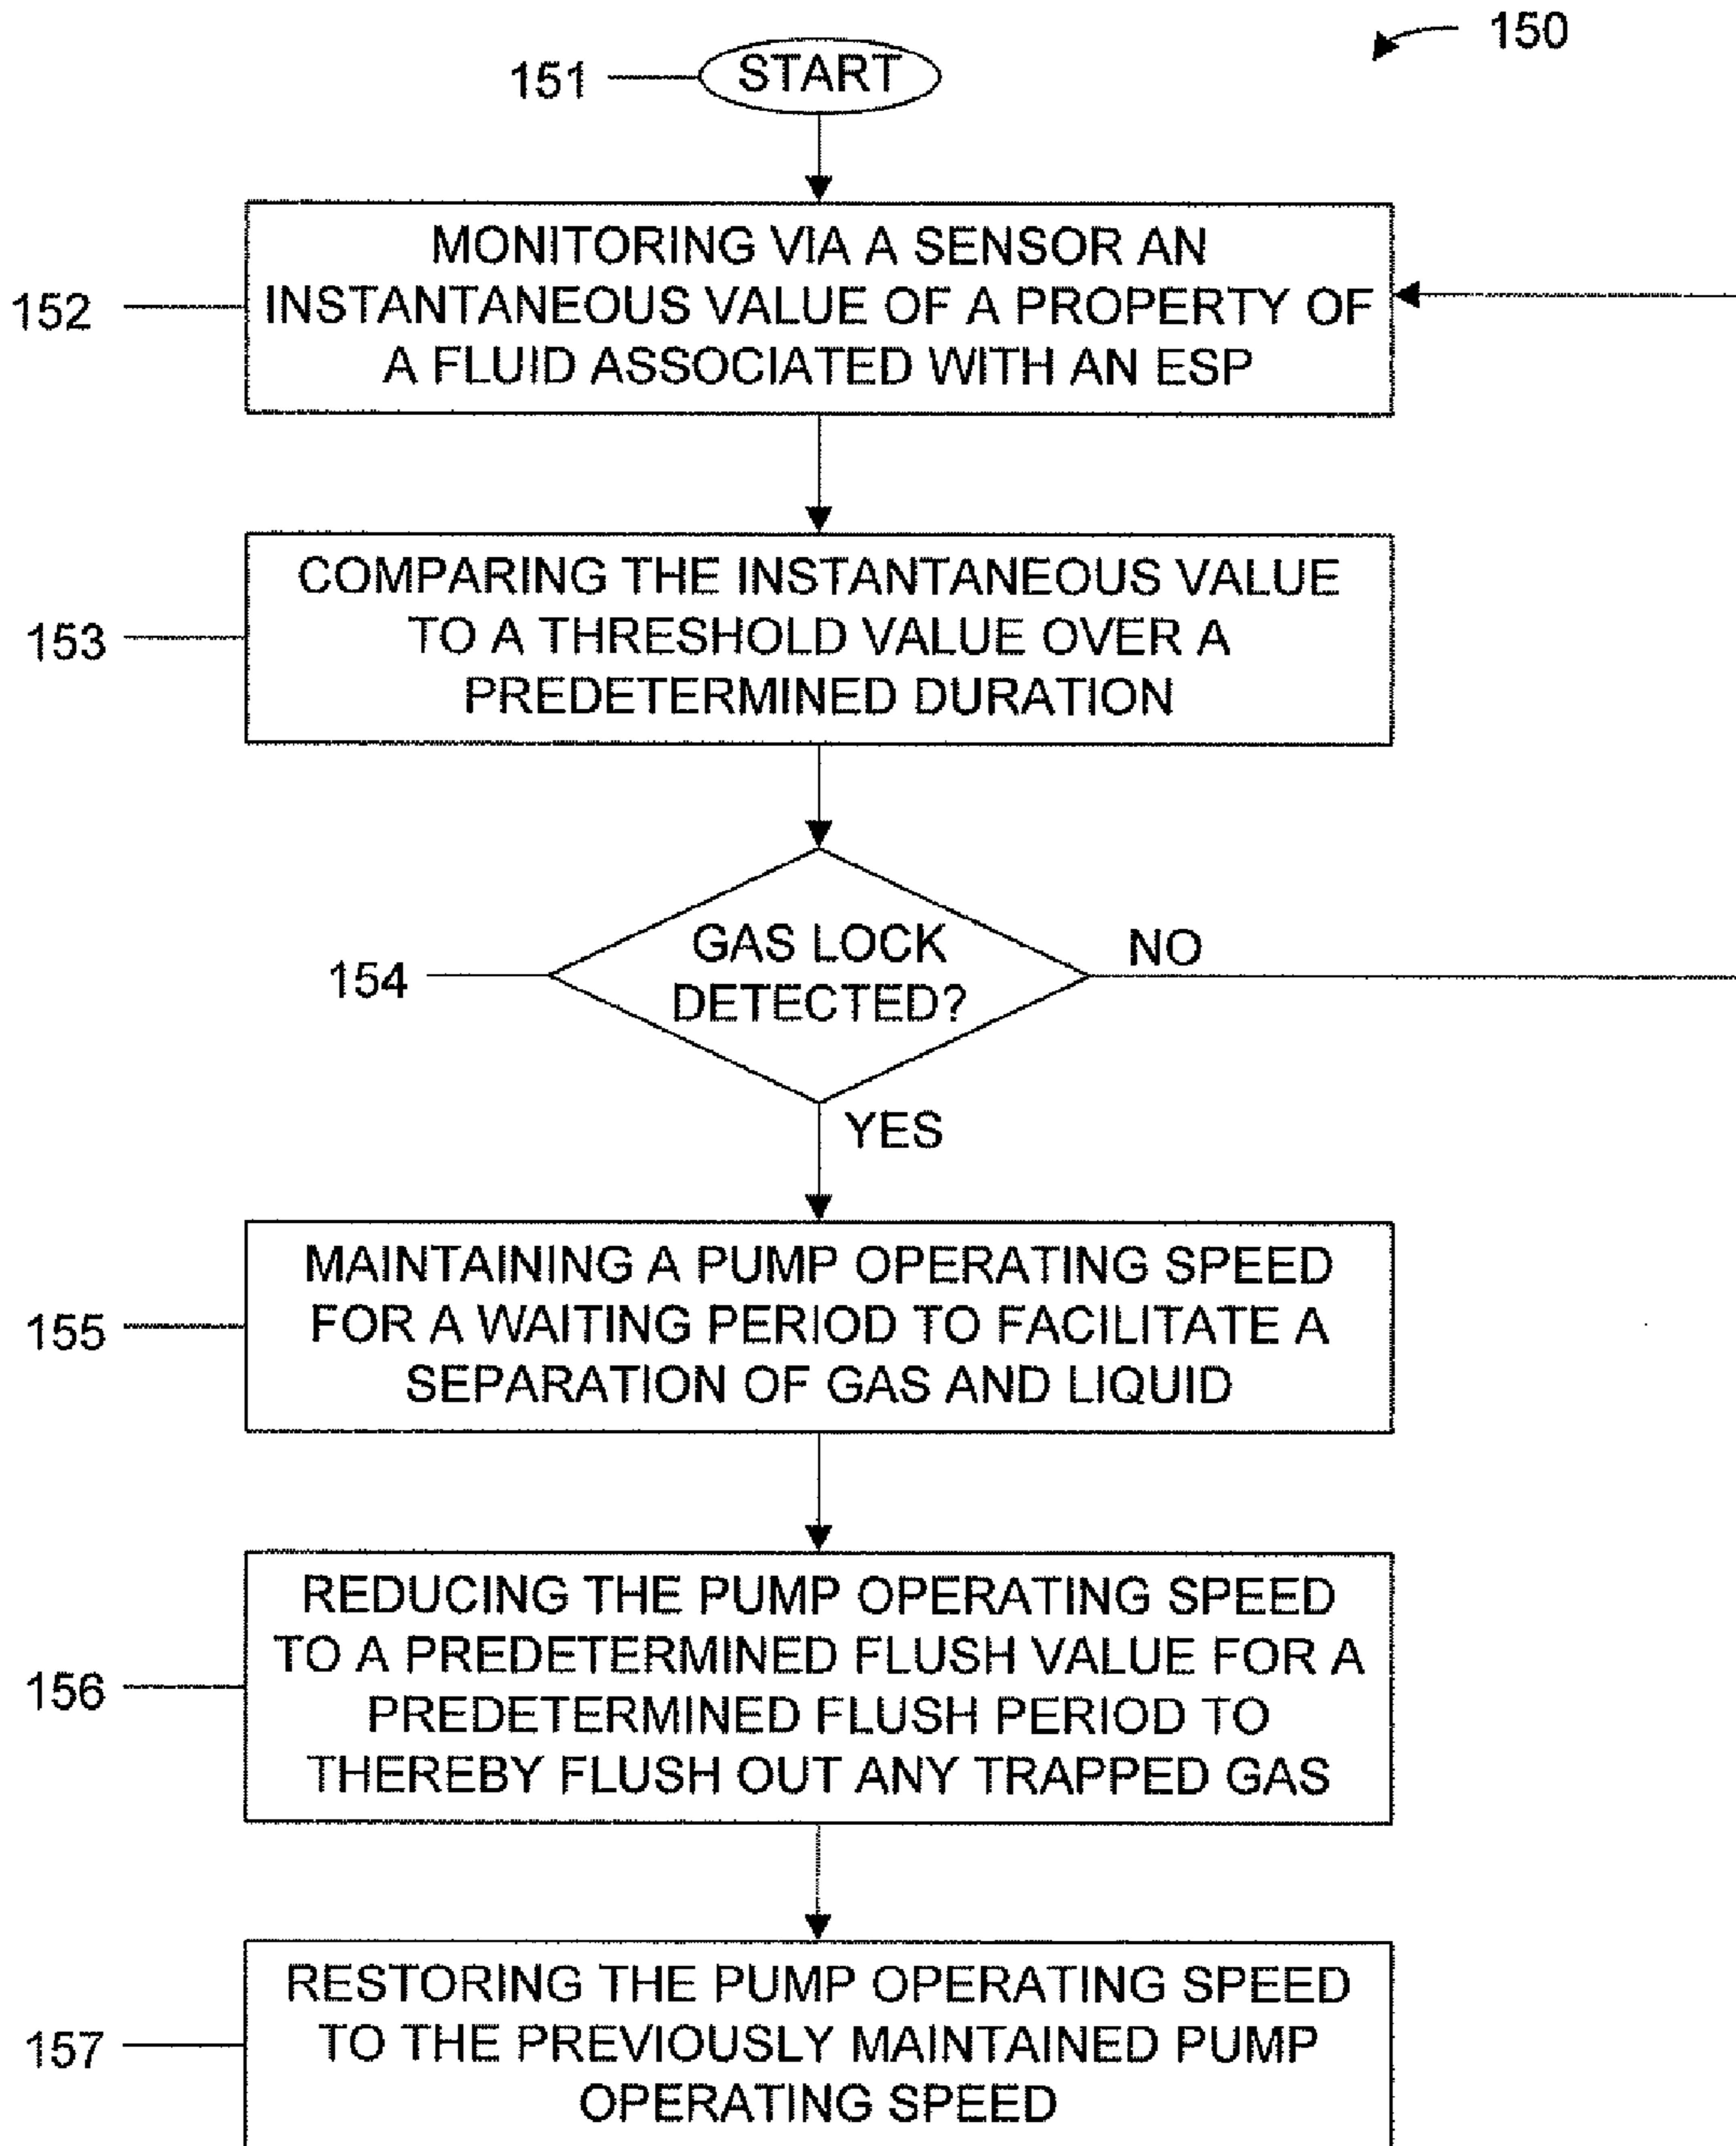 150
151
START
152
MONITORING VIA A SENSOR AN
INSTANTANEOUS VALUE OF A PROPERTY OF
A FLUID ASSOCIATED WITH AN ESP
153
COMPARING THE INSTANTANEOUS VALUE
TO A THRESHOLD VALUE OVER A
PREDETERMINED DURATION
154
GAS LOCK
DETECTED?
NO
YES
155
MAINTAINING A PUMP OPERATING SPEED
FOR A WAITING PERIOD TO FACILITATE A
SEPARATION OF GAS AND LIQUID
156
REDUCING THE PUMP OPERATING SPEED
TO A PREDETERMINED FLUSH VALUE FOR A
PREDETERMINED FLUSH PERIOD TO
THEREBY FLUSH OUT ANY TRAPPED GAS
157
RESTORING THE PUMP OPERATING SPEED
TO THE PREVIOUSLY MAINTAINED PUMP
OPERATING SPEED